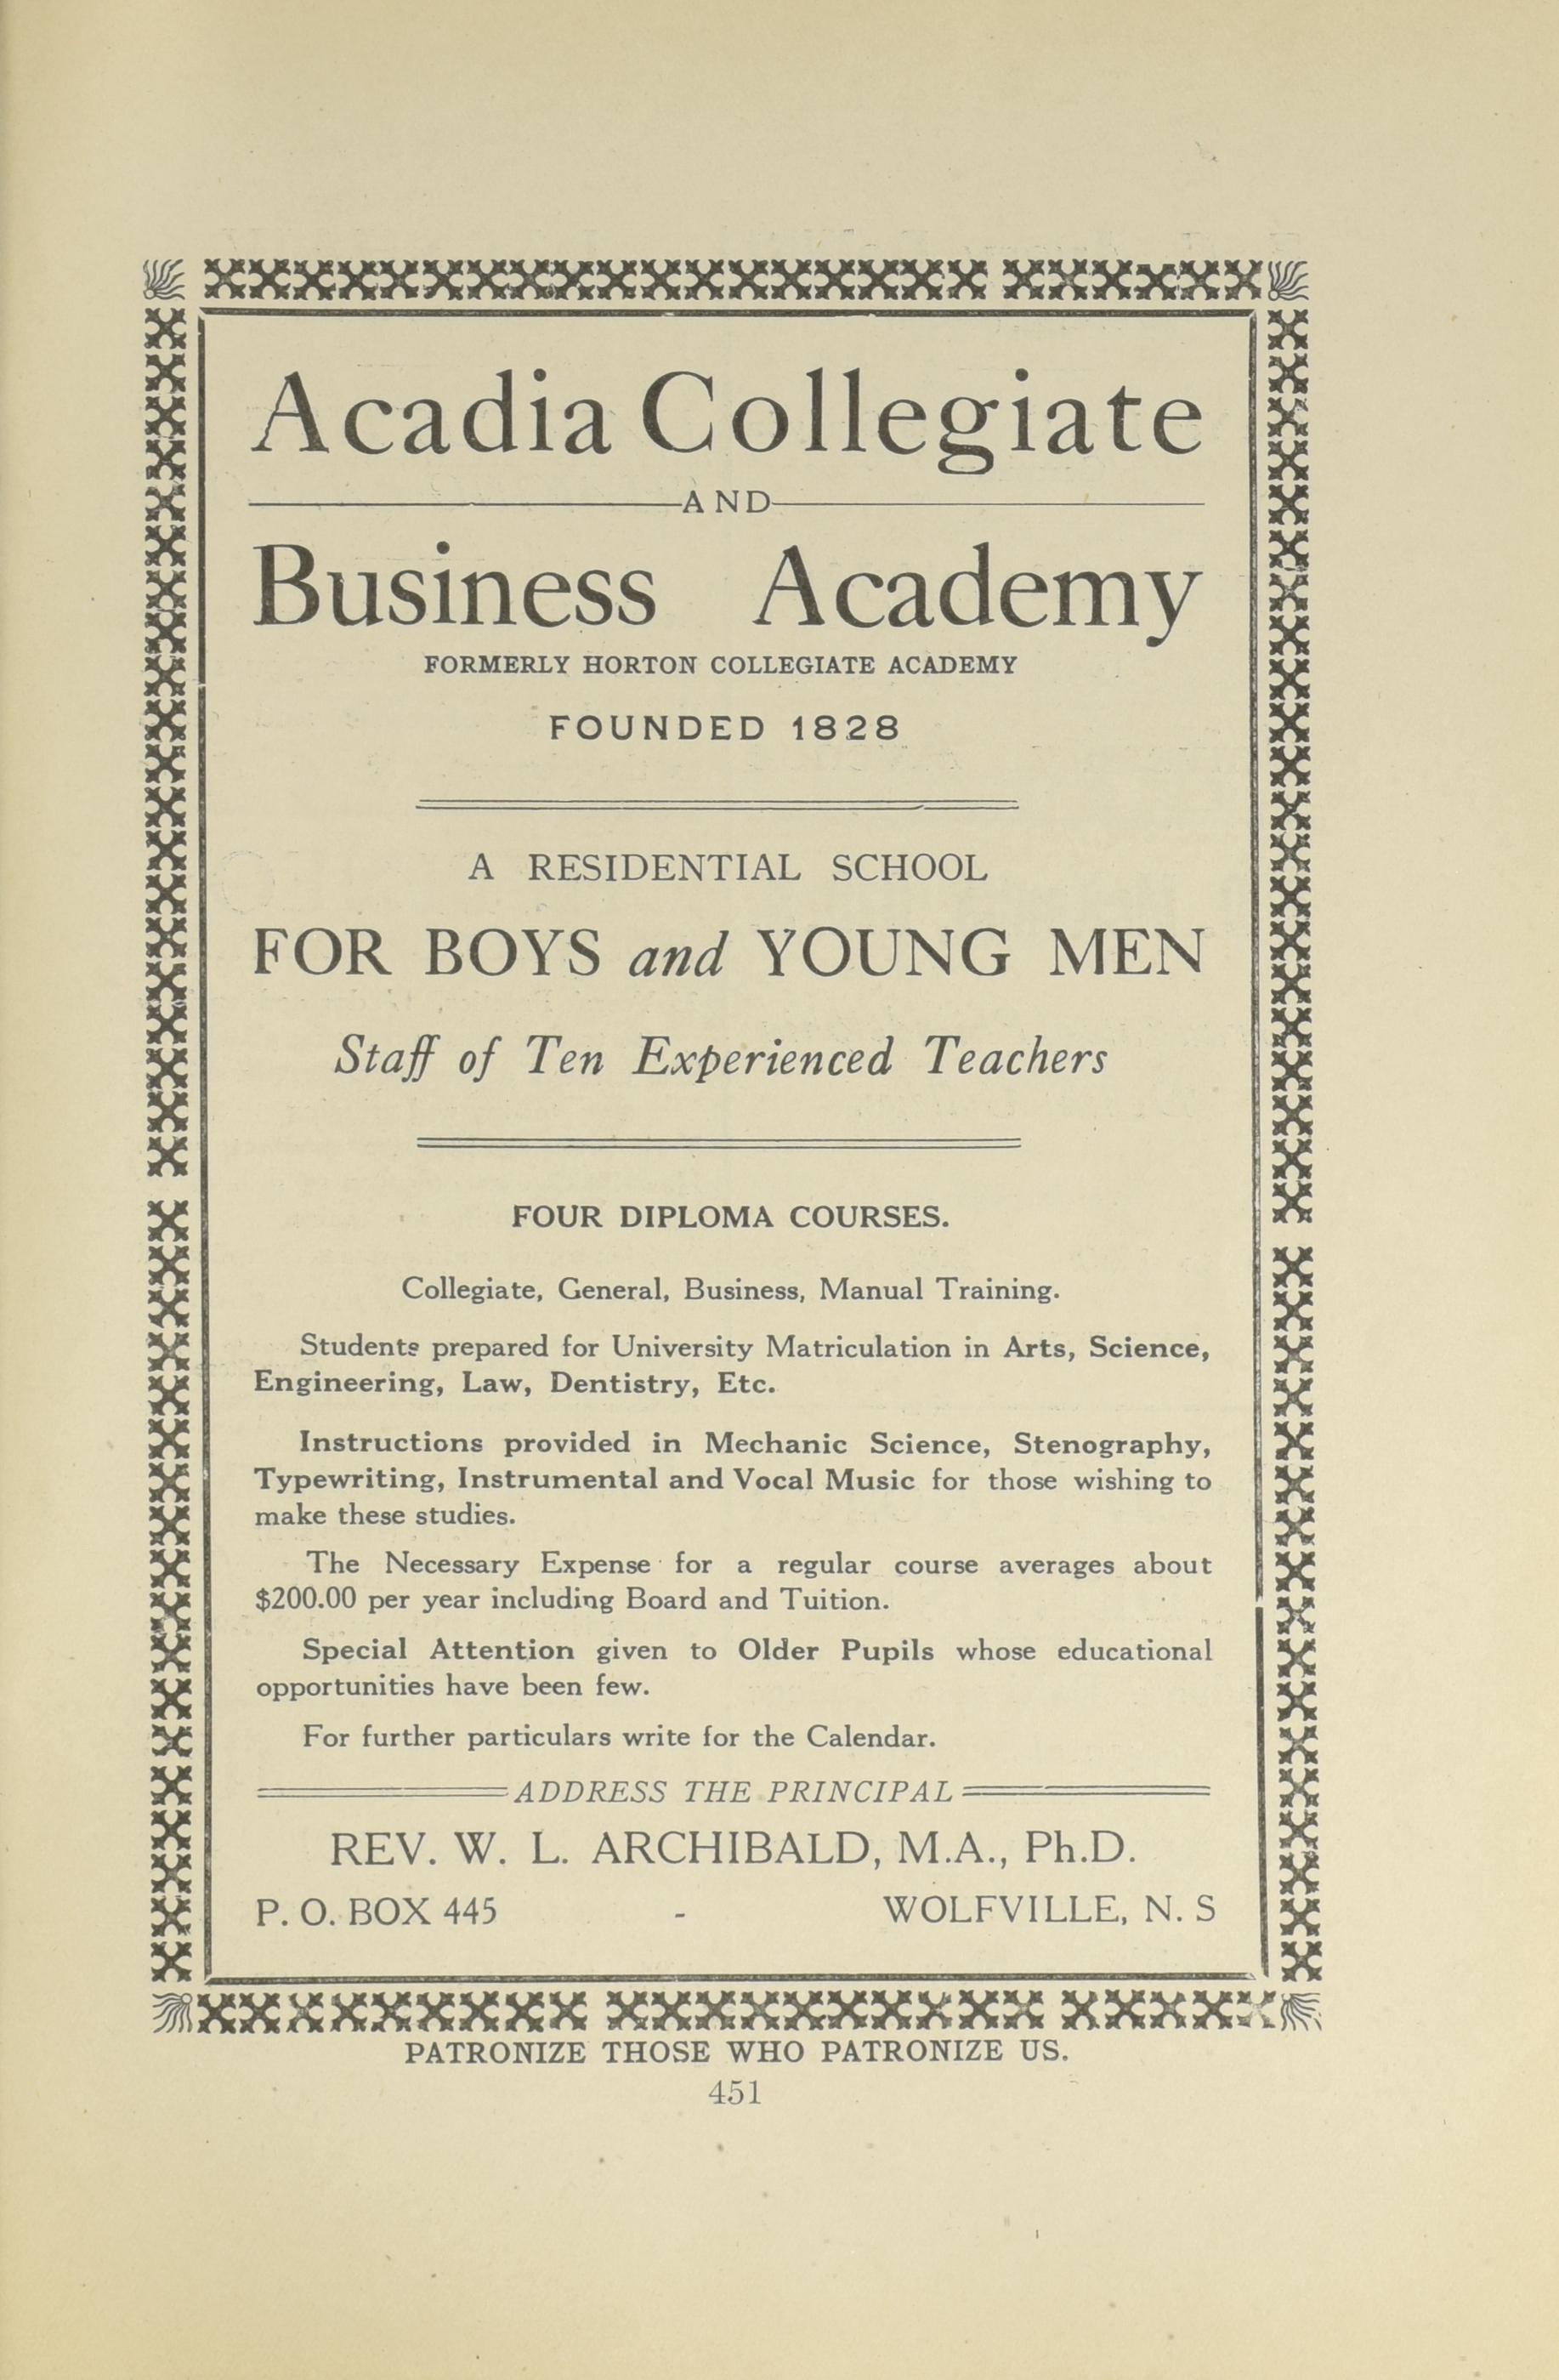 Acadia Collegiate
AND
Business Academy
FORMERLY HORTON COLLEGIATE ACADEMY
FOUNDED 1828
A RESIDENTIAL SCHOOL
FOR BOYS and YOUNG MEN
Staff of Ten Experienced Teachers
FOUR DIPLOMA COURSES.
Collegiate, General, Business, Manual Training.
Students prepared for University Matriculation in Arts, Science,
Engineering, Law, Dentistry, Etc.
Instructions provided in Mechanic Science, Stenography,
Typewriting, Instrumental and Vocal Music for those wishing to
make these studies.
The Necessary Expense for a regular course averages about
$200.00 per year including Board and Tuition.
Special Attention given to Older Pupils whose educational
opportunities have been few.
For further particulars write for the Calendar.
ADDRESS THE PRINCIPAL
REV. W. L. ARCHIBALD, M.A., Ph.D.
P. O. BOX 445 - WOLFVILLE, N. S
PATRONIZE THOSE WHO PATRONIZE US.
451